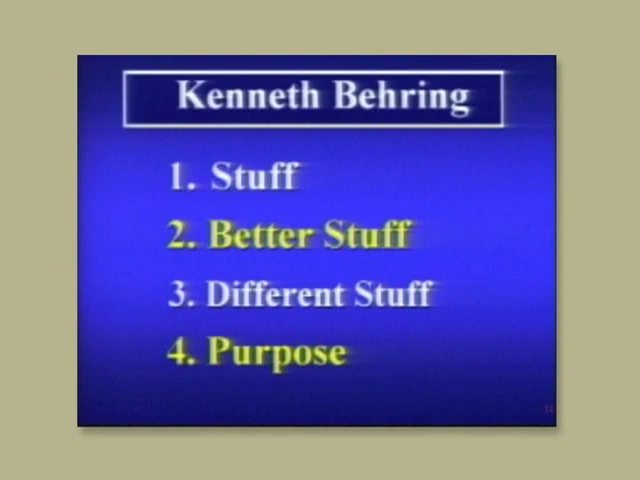 Kenneth Behring
1. Stuff
2. Better Stuff
3. Different Stuff
4. Purpose